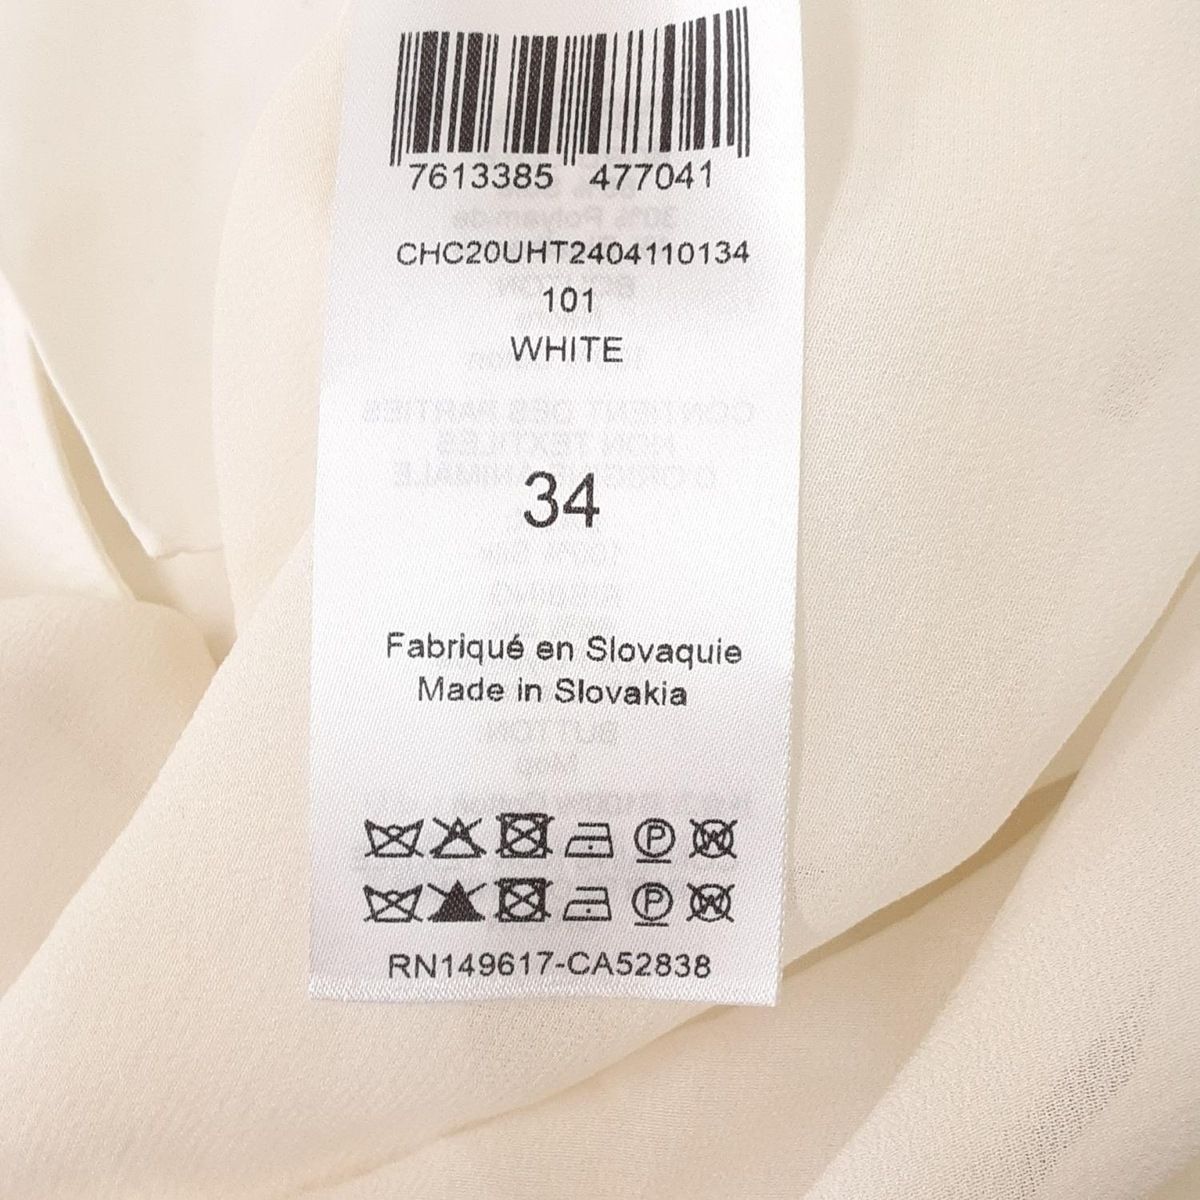 7613385 477041
CHC20UHT2404110134
101
WHITE
34
Fabriqué en Slovaquie
Made in Slovakia
RN149617-CA52838